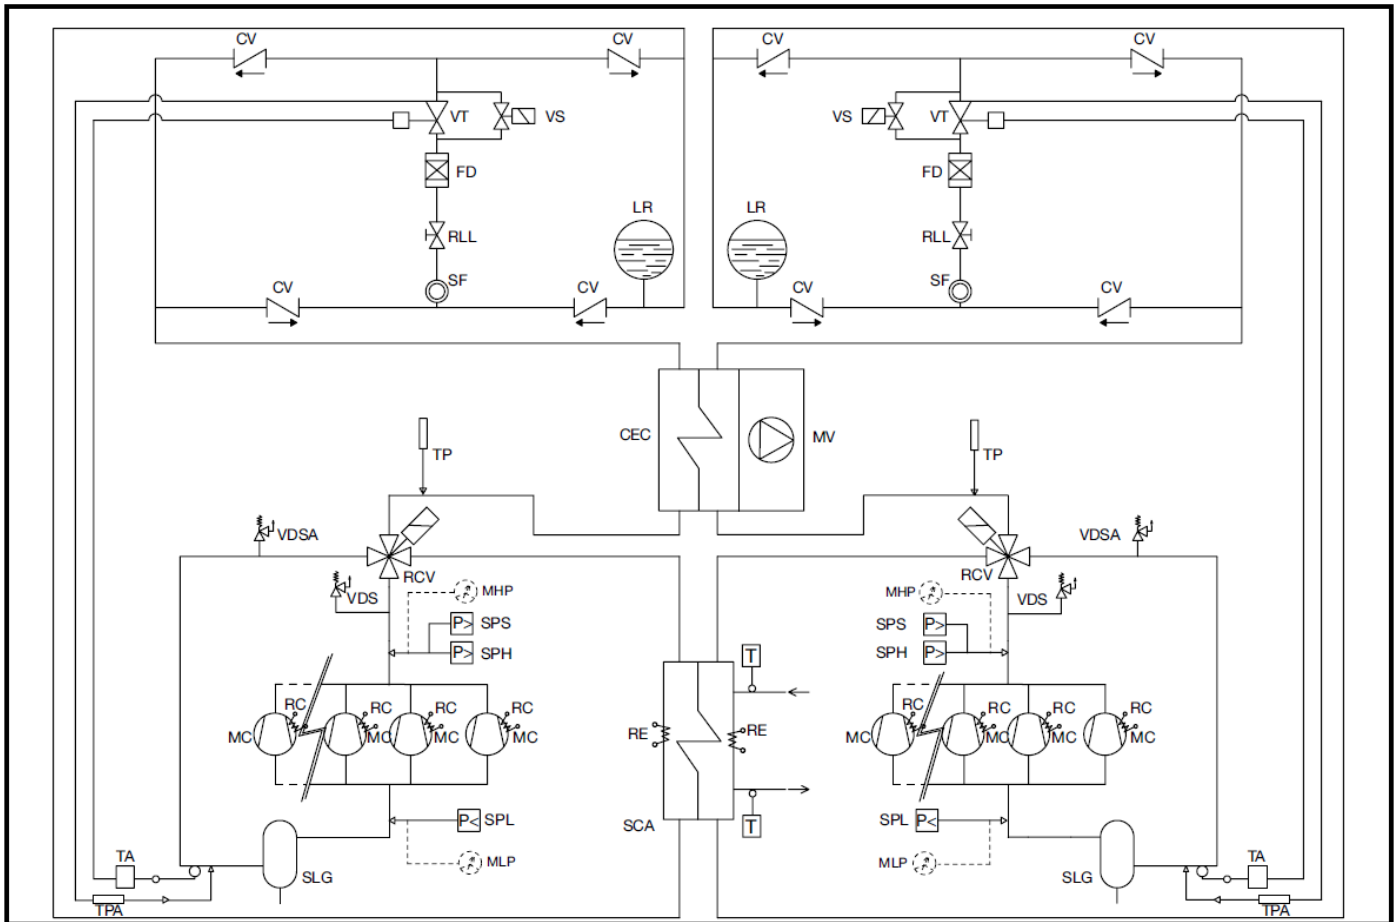 CV CV CV CV
VT VS VS VT
FD FD
LR LR
RLL RLL
SF SF
CV CV CV CV
CEC MV
TP TP
VDSA VDSA
RCV RCV
MHP MHP
VDS VDS
SPS SPS
SPH SPH
T
RC RC RC RC RC RC RC RC
RE RE
MC MC MC MC MC MC MC MC
P> P> P> P>
P< SPL SPL P<
SCA T
MLP MLP
TA TA
SLG SLG
TPA TPA